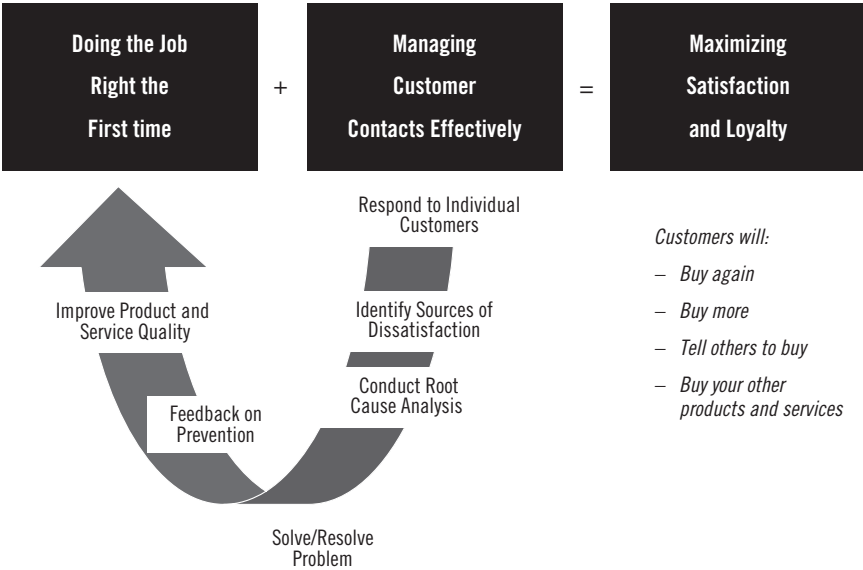 Doing the Job
Right the
First time
+
Managing
Customer
Contacts Effectively
=
Maximizing
Satisfaction
and Loyalty
Respond to Individual
Customers
Identify Sources of
Dissatisfaction
Conduct Root
Cause Analysis
Solve/Resolve
Problem
Feedback on
Prevention
Improve Product and
Service Quality
Customers will:
– Buy again
– Buy more
– Tell others to buy
– Buy your other
products and services